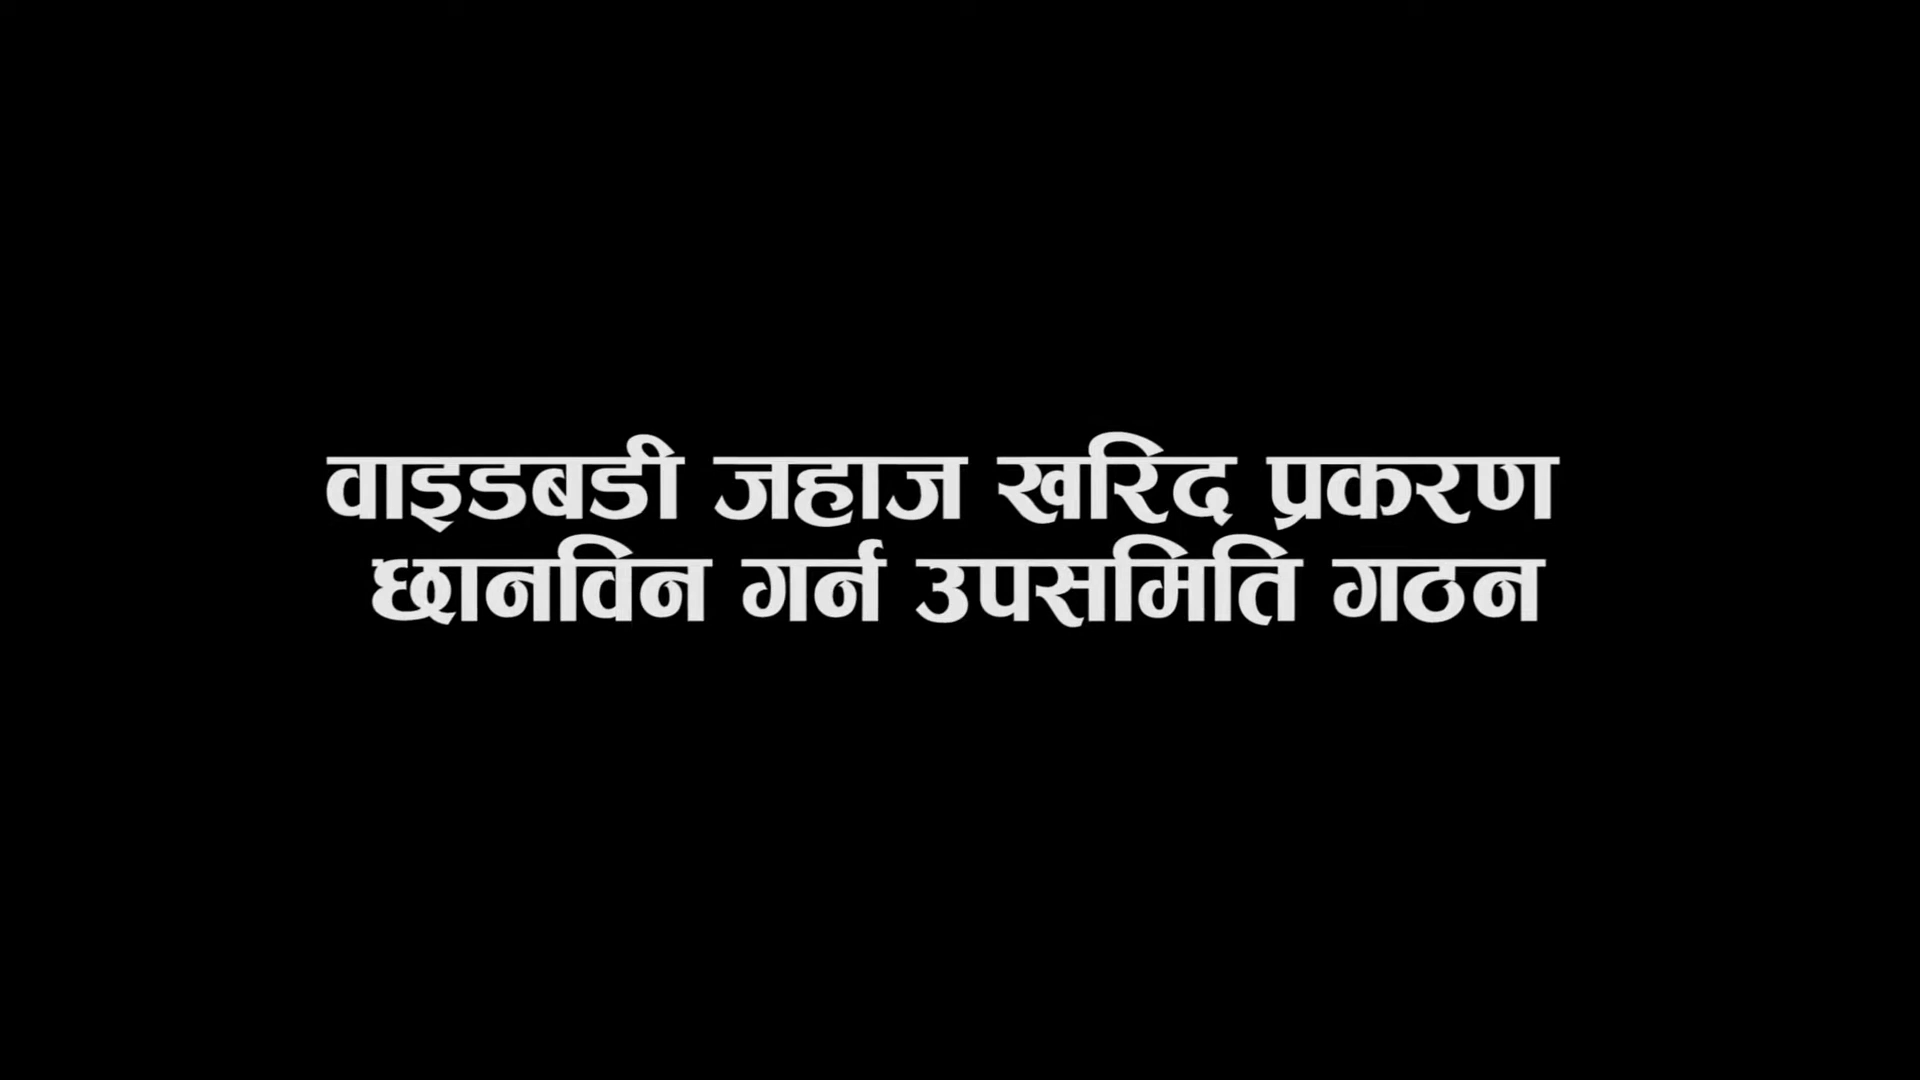 वाइडबडी जहाज खरिद प्रकरण
छानविन गर्न उपसमिति गठन